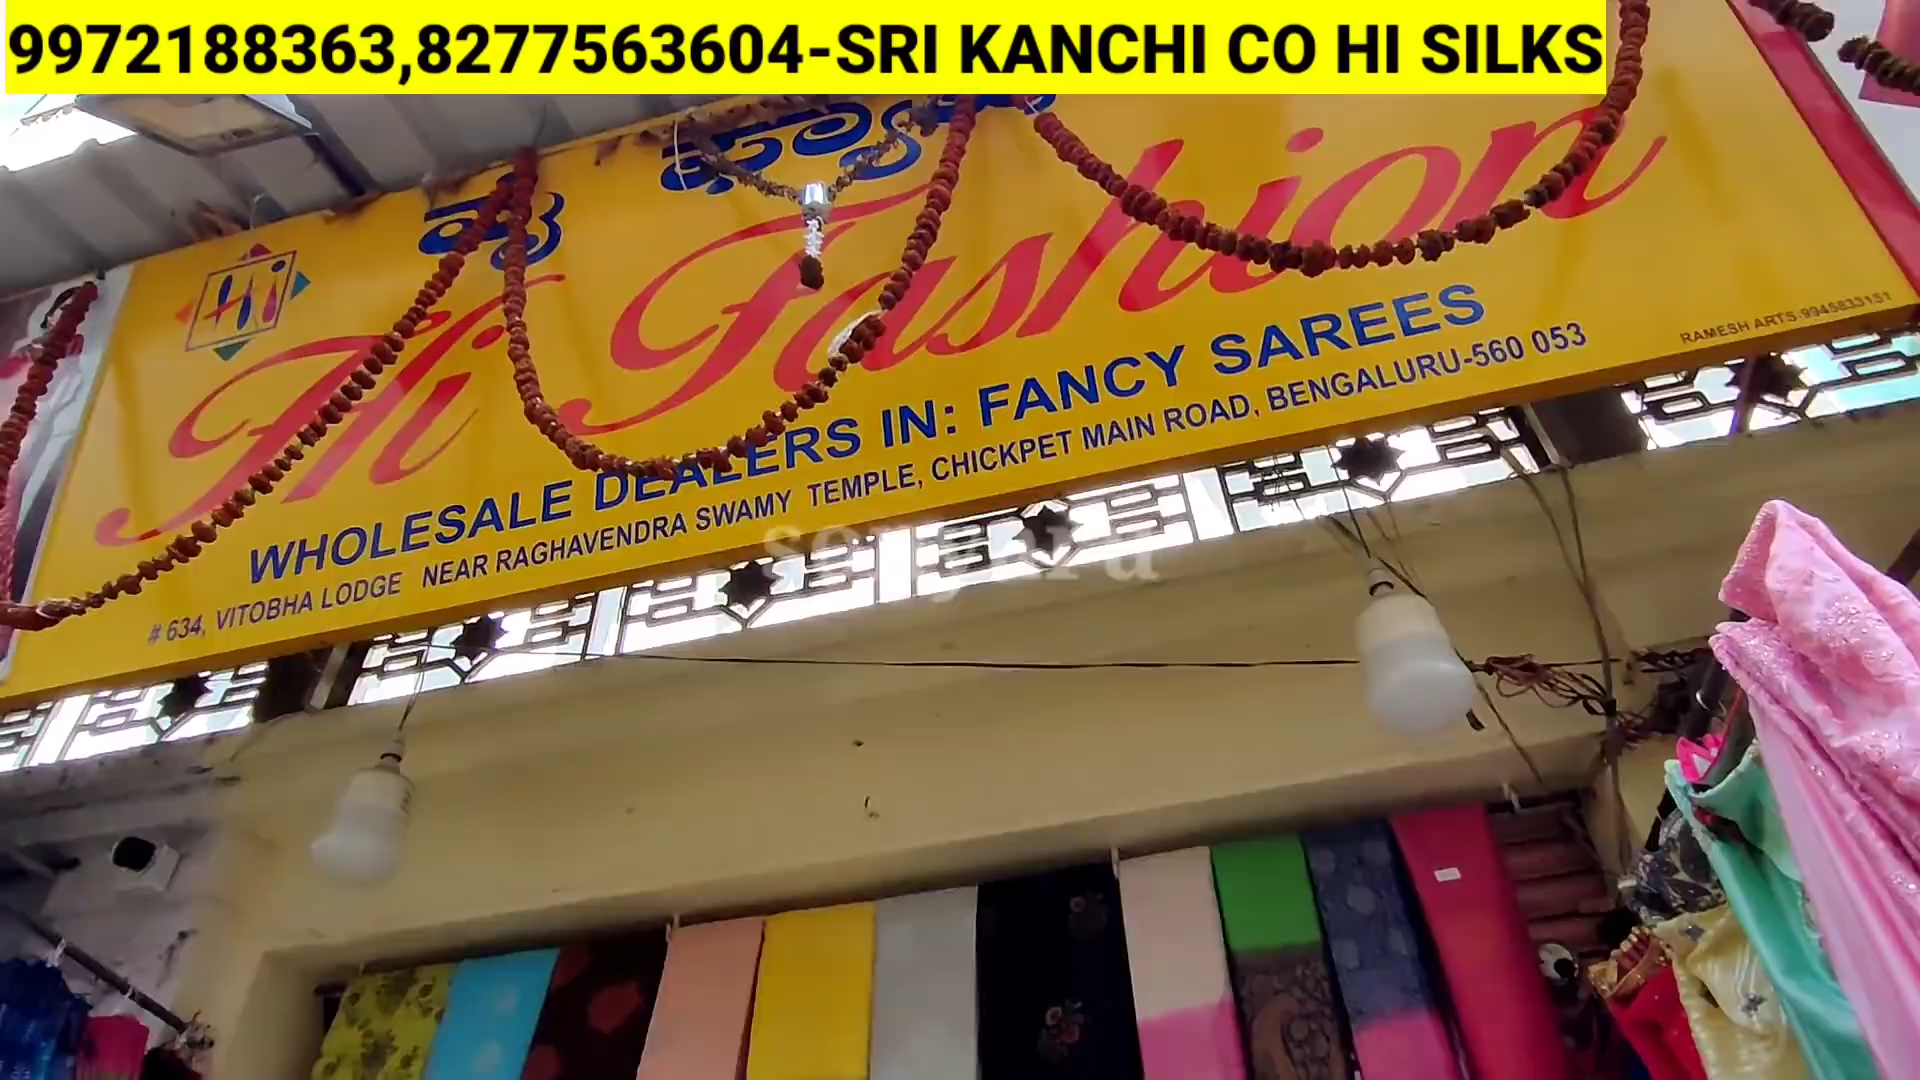 9972188363,8277563604-SRI KANCHI CO HI SILKS
Hi
Hi Fashion
WHOLESALE DEALERS IN: FANCY SAREES
# 634, VITOBHA LODGE NEAR RAGHAVENDRA SWAMY TEMPLE, CHICKPET MAIN ROAD, BENGALURU-560 053
RAMESH ARTS:9945833151